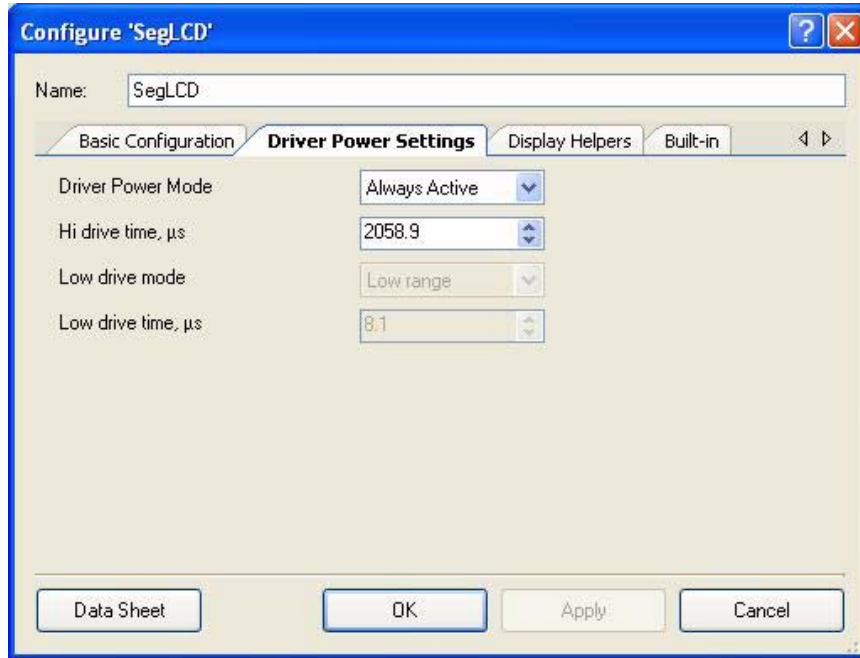 Configure 'SegLCD'
Name: SegLCD
Basic Configuration Driver Power Settings Display Helpers Built-in
Driver Power Mode Always Active
Hi drive time, µs 2058.9
Low drive mode Low range
Low drive time, µs 8.1
Data Sheet OK Apply Cancel